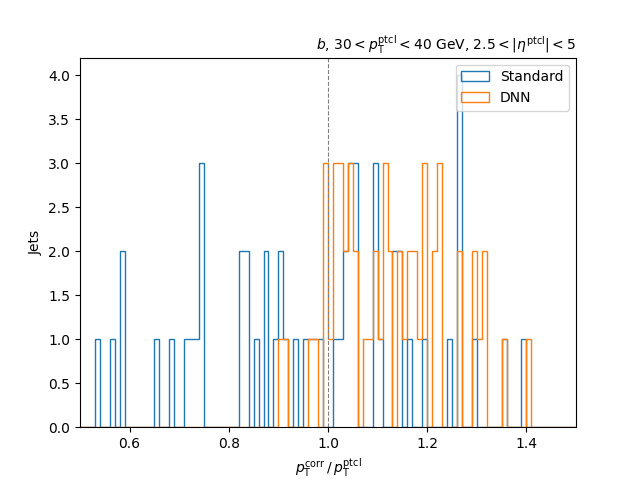 b, 30 < p_T^ptcl < 40 GeV, 2.5 < |η^ptcl| < 5
Standard
DNN
4.0
3.5
3.0
2.5
2.0
1.5
1.0
0.5
0.0
Jets
0.6 0.8 1.0 1.2 1.4
p_T^corr / p_T^ptcl